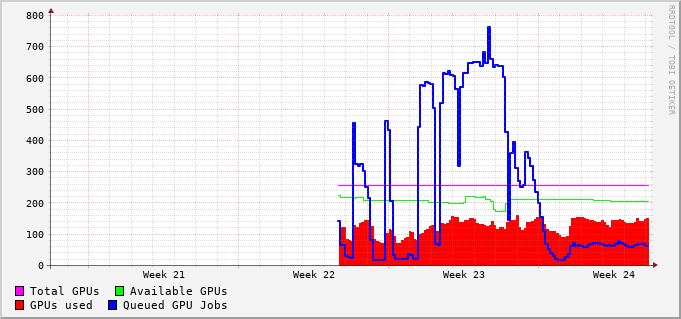 800
700
600
500
400
300
200
100
0
Week 21 Week 22 Week 23 Week 24
Total GPUs Available GPUs
GPUs used Queued GPU Jobs
RRDTOOL / TOBI OETIKER